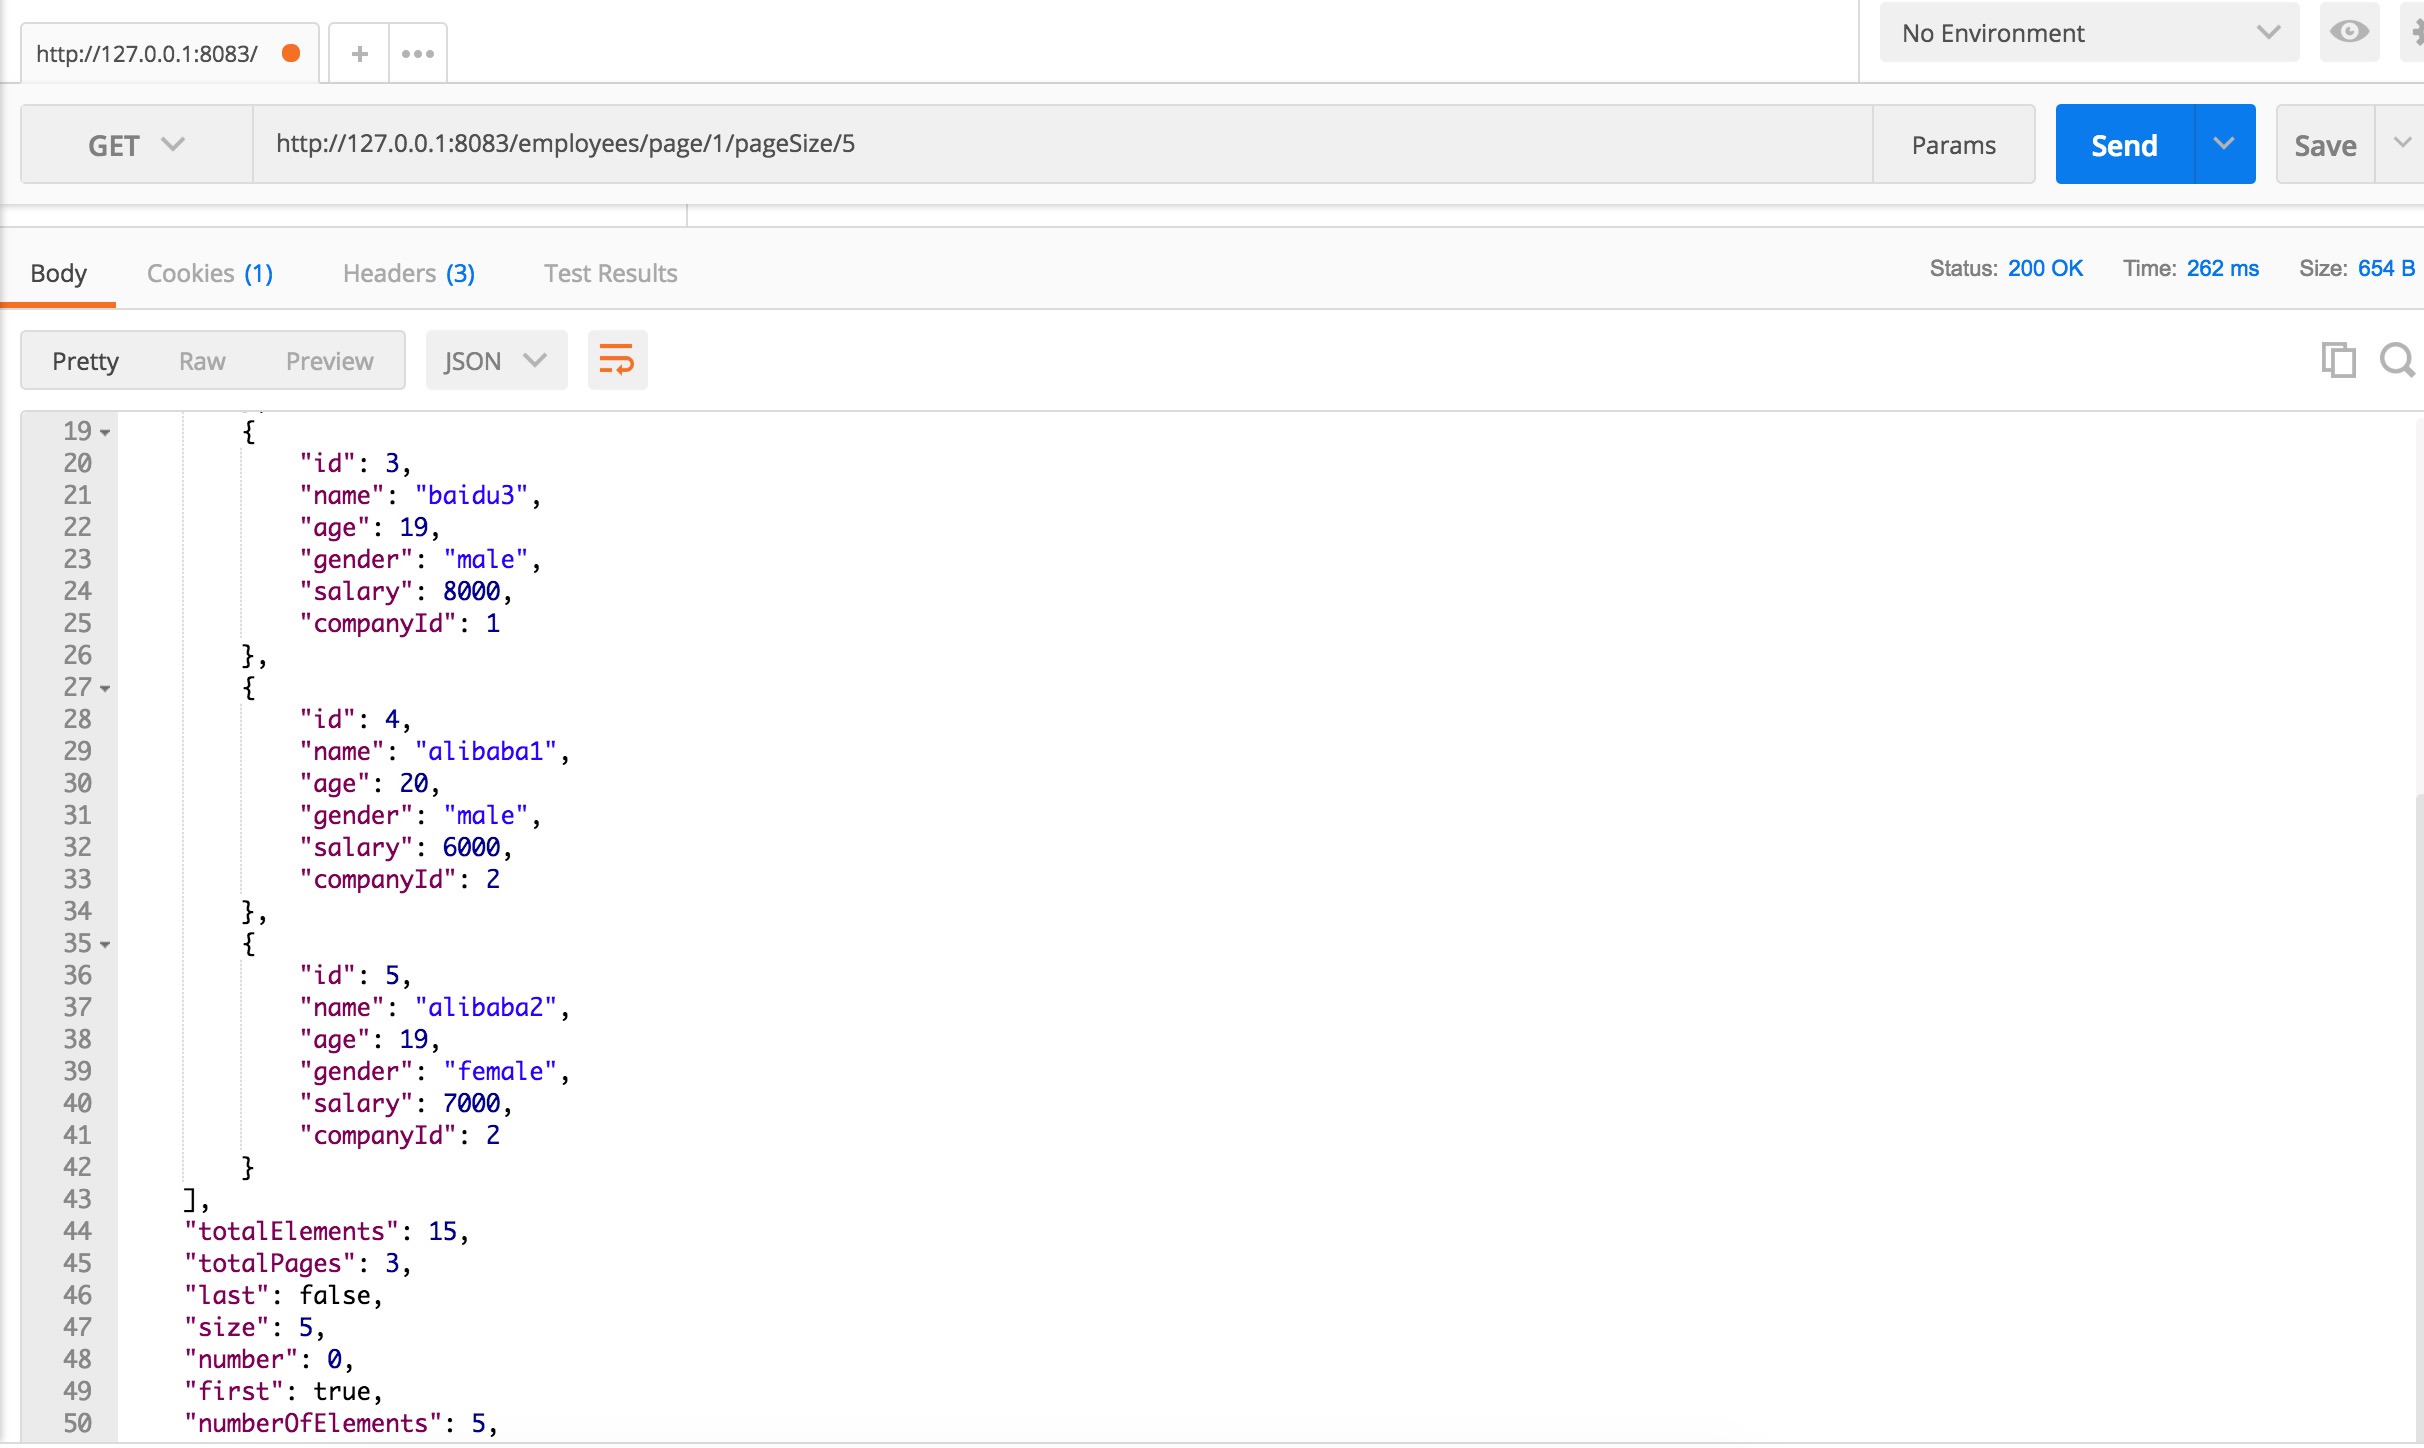 http://127.0.0.1:8083/
No Environment
GET http://127.0.0.1:8083/employees/page/1/pageSize/5 Params Send Save
Body Cookies (1) Headers (3) Test Results Status: 200 OK Time: 262 ms Size: 654 B
Pretty Raw Preview JSON
19 {
20 "id": 3,
21 "name": "baidu3",
22 "age": 19,
23 "gender": "male",
24 "salary": 8000,
25 "companyId": 1
26 },
27 {
28 "id": 4,
29 "name": "alibaba1",
30 "age": 20,
31 "gender": "male",
32 "salary": 6000,
33 "companyId": 2
34 },
35 {
36 "id": 5,
37 "name": "alibaba2",
38 "age": 19,
39 "gender": "female",
40 "salary": 7000,
41 "companyId": 2
42 }
43 ],
44 "totalElements": 15,
45 "totalPages": 3,
46 "last": false,
47 "size": 5,
48 "number": 0,
49 "first": true,
50 "numberOfElements": 5,